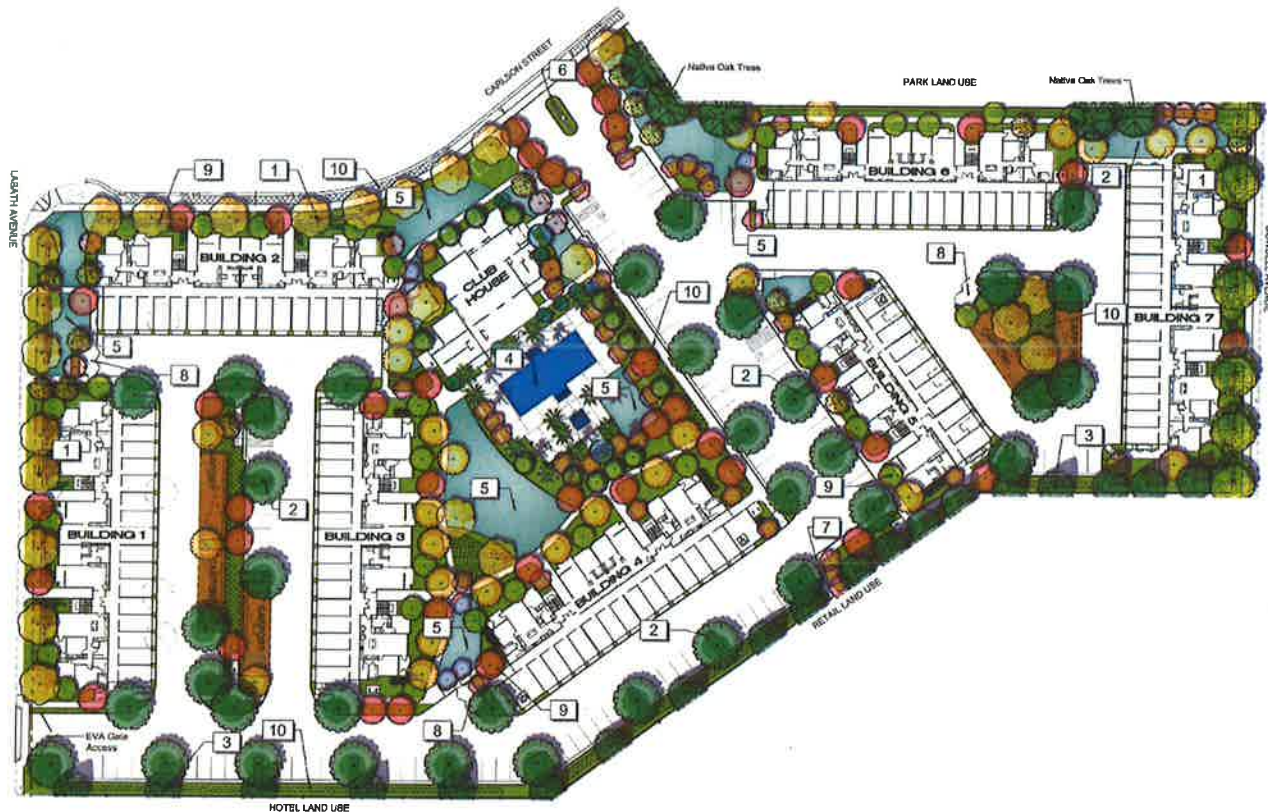 CARLSON STREET
6
Native Oak Trees
PARK LAND USE
Native Oak Trees
9
1
10
5
2
1
LABATH AVENUE
BUILDING 6
BUILDING 2
CLUB
HOUSE
5
8
10
10
BUILDING 7
5
4
8
2
5
BUILDING 5
1
3
2
5
9
BUILDING 1
BUILDING 3
7
BUILDING 4
RETAIL LAND USE
5
2
9
8
EVA Gate
Access
3
10
HOTEL LAND USE